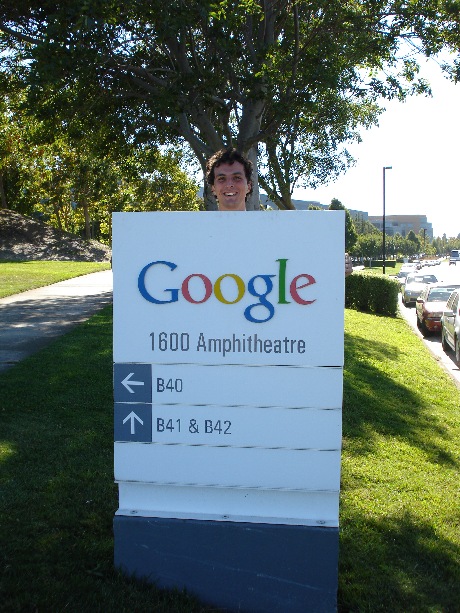 Google
1600 Amphitheatre
← B40
↑ B41 & B42